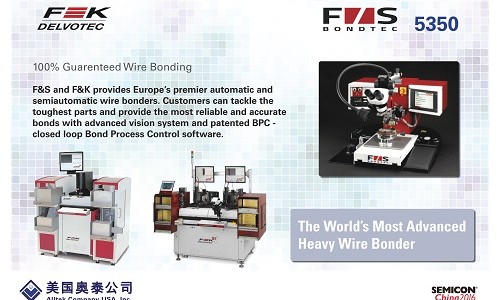 F&K
DELVOTEC
F&S
BONDTEC
5350
100% Guarenteed Wire Bonding
F&S and F&K provides Europe's premier automatic and
semiautomatic wire bonders. Customers can tackle the
toughest parts and provide the most reliable and accurate
bonds with advanced vision system and patented BPC -
closed loop Bond Process Control software.
F&S
The World's Most Advanced
Heavy Wire Bonder
美国奥泰公司
Alltek Company USA, Inc
SEMICON
China2016